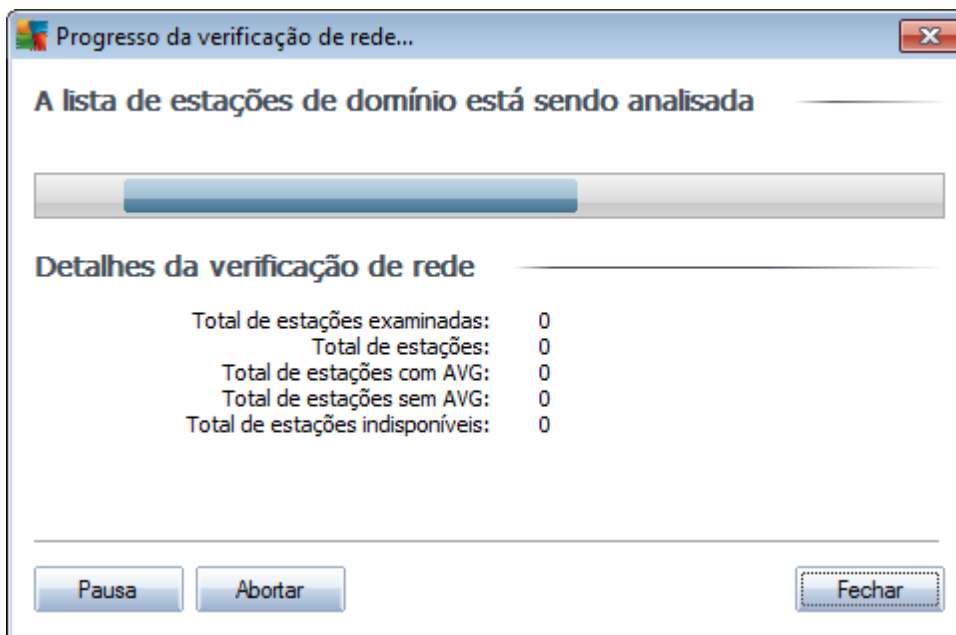 Progresso da verificação de rede...
A lista de estações de domínio está sendo analisada
Detalhes da verificação de rede
Total de estações examinadas: 0
Total de estações: 0
Total de estações com AVG: 0
Total de estações sem AVG: 0
Total de estações indisponíveis: 0
Pausa Abortar Fechar